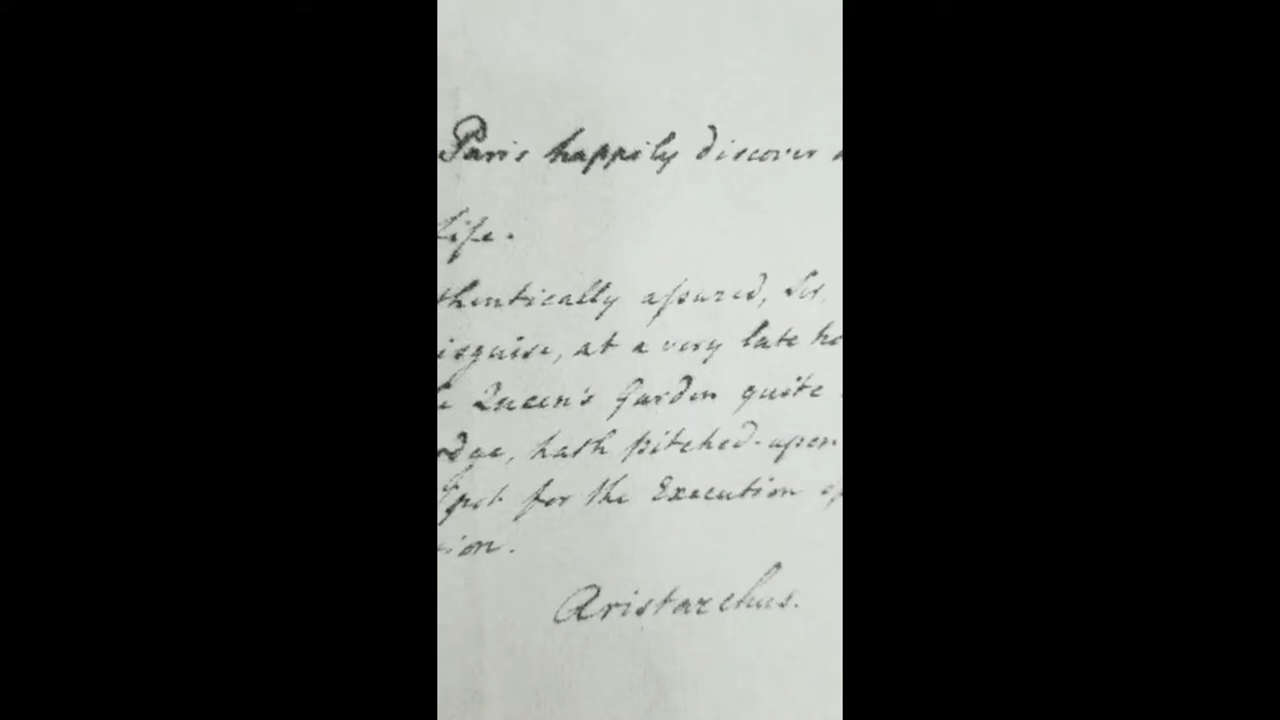 Paris happily discover
life.
thentically aſsured, Sir,
isguise, at a very late ho
e Queen's Garden quite
dge, hath pitched-upon
Spot for the Execution of
ion.
Aristarchus.